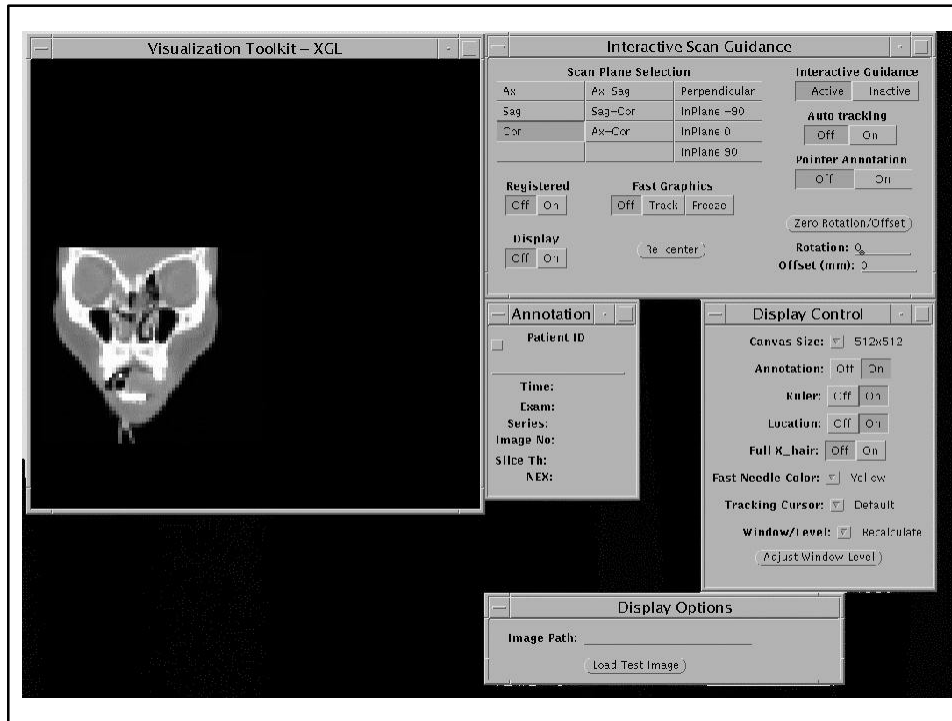 Visualization Toolkit – XGL
Interactive Scan Guidance
Scan Plane Selection
Ax
Ax Sag
Perpendicular
Sag
Sag–Cor
InPlane –90
Cor
Ax–Cor
InPlane 0
InPlane 90
Interactive Guidance
Active
Inactive
Auto tracking
Off
On
Pointer Annotation
Off
On
Registered
Off
On
Fast Graphics
Off
Track
Freeze
Display
Off
On
Re center
Zero Rotation/Offset
Rotation: 0
Offset (mm): 0
Annotation
Patient ID
Time:
Exam:
Series:
Image No:
Slice Th:
NEX:
Display Control
Canvas Size: 512x512
Annotation: Off On
Ruler: Off On
Location: Off On
Full X_hair: Off On
Fast Needle Color: Yellow
Tracking Cursor: Default
Window/Level: Recalculate
Adjust Window Level
Display Options
Image Path:
Load Test Image